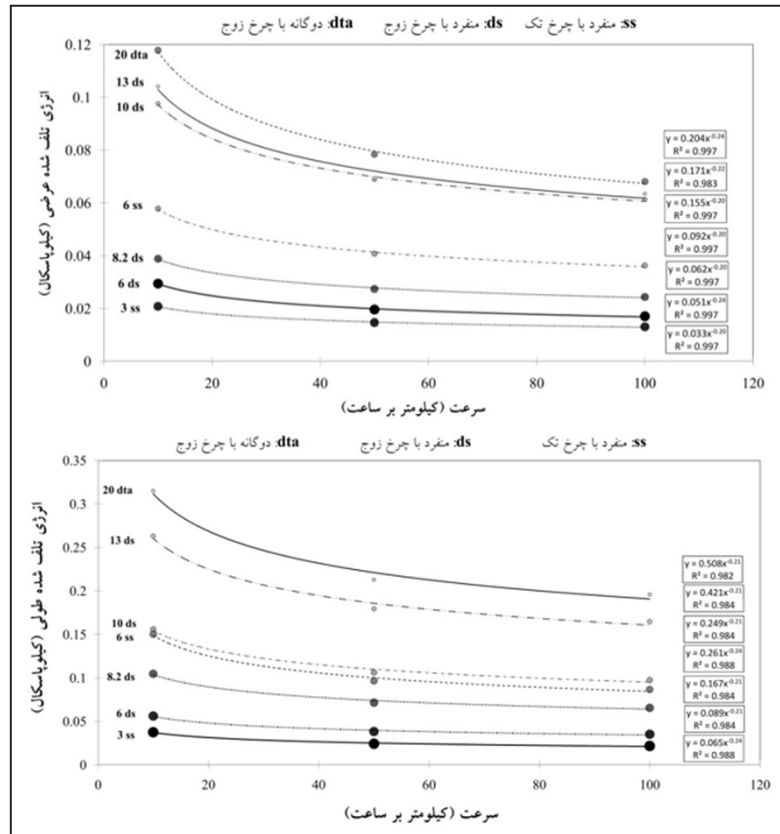 ss: منفرد با چرخ تک ds: منفرد با چرخ زوج dta: دوگانه با چرخ زوج
انرژی تلف شده عرضی (کیلوپاسکال)
0.12
0.1
0.08
0.06
0.04
0.02
0
20 dta
13 ds
10 ds
6 ss
8.2 ds
6 ds
3 ss
y = 0.204x^-0.24
R² = 0.997
y = 0.171x^-0.22
R² = 0.983
y = 0.155x^-0.20
R² = 0.997
y = 0.092x^-0.20
R² = 0.997
y = 0.062x^-0.20
R² = 0.997
y = 0.051x^-0.24
R² = 0.997
y = 0.033x^-0.20
R² = 0.997
0 20 40 60 80 100 120
سرعت (کیلومتر بر ساعت)
ss: منفرد با چرخ تک ds: منفرد با چرخ زوج dta: دوگانه با چرخ زوج
انرژی تلف شده طولی (کیلوپاسکال)
0.35
0.3
0.25
0.2
0.15
0.1
0.05
0
20 dta
13 ds
10 ds
6 ss
8.2 ds
6 ds
3 ss
y = 0.508x^-0.21
R² = 0.982
y = 0.421x^-0.21
R² = 0.984
y = 0.249x^-0.21
R² = 0.984
y = 0.261x^-0.24
R² = 0.988
y = 0.167x^-0.21
R² = 0.984
y = 0.089x^-0.21
R² = 0.984
y = 0.065x^-0.24
R² = 0.988
0 20 40 60 80 100 120
سرعت (کیلومتر بر ساعت)